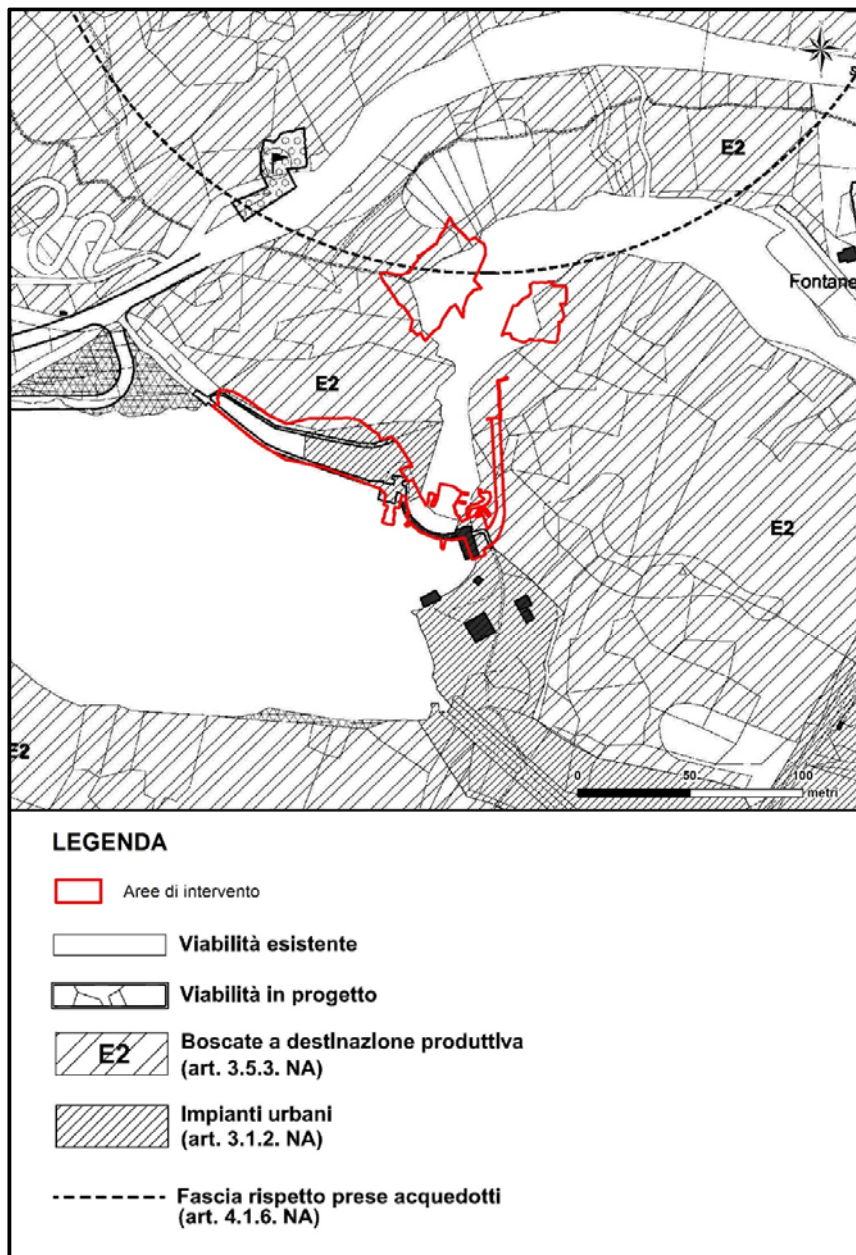 E2
Fontane
E2
E2
E2
0 50 100
metri
LEGENDA
Aree di intervento
Viabilità esistente
Viabilità in progetto
E2
Boscate a destinazione produttiva
(art. 3.5.3. NA)
Impianti urbani
(art. 3.1.2. NA)
Fascia rispetto prese acquedotti
(art. 4.1.6. NA)